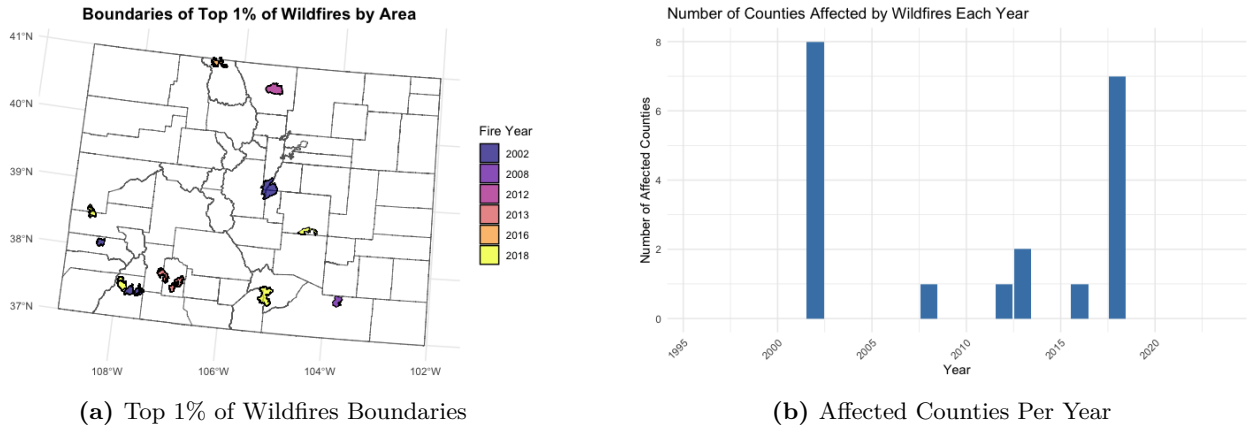 Boundaries of Top 1% of Wildfires by Area
41°N
40°N
39°N
38°N
37°N
108°W
106°W
104°W
102°W
Fire Year
2002
2008
2012
2013
2016
2018
(a) Top 1% of Wildfires Boundaries
Number of Counties Affected by Wildfires Each Year
Number of Affected Counties
8
6
4
2
0
1995
2000
2005
2010
2015
2020
Year
(b) Affected Counties Per Year